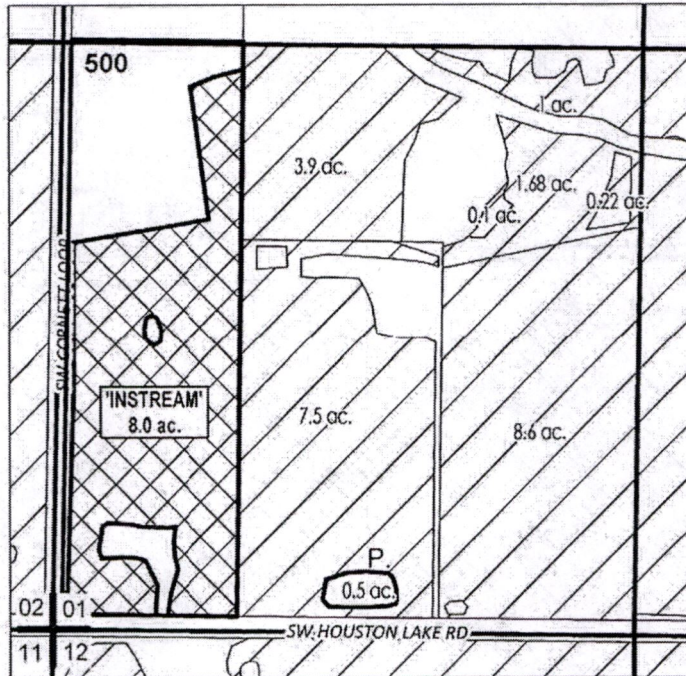 500
1 ac.
3.9 ac.
1.68 ac.
0.22 ac.
0.1 ac.
SW CORNETT LOOP
'INSTREAM'
8.0 ac.
7.5 ac.
8.6 ac.
P.
0.5 ac.
02 01
SW HOUSTON LAKE RD
11 12